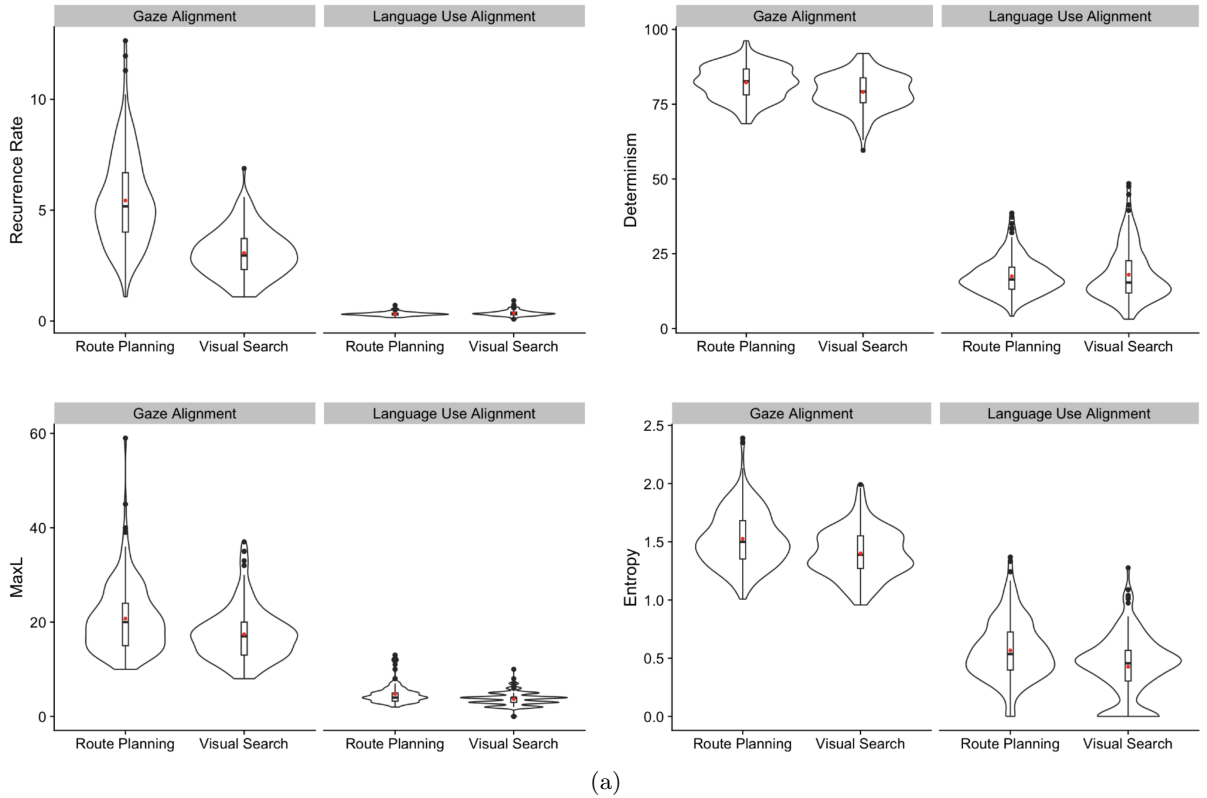 Gaze Alignment Language Use Alignment
Recurrence Rate
10
5
0
Route Planning Visual Search Route Planning Visual Search
Gaze Alignment Language Use Alignment
Determinism
100
75
50
25
0
Route Planning Visual Search Route Planning Visual Search
Gaze Alignment Language Use Alignment
MaxL
60
40
20
0
Route Planning Visual Search Route Planning Visual Search
Gaze Alignment Language Use Alignment
Entropy
2.5
2.0
1.5
1.0
0.5
0.0
Route Planning Visual Search Route Planning Visual Search
(a)